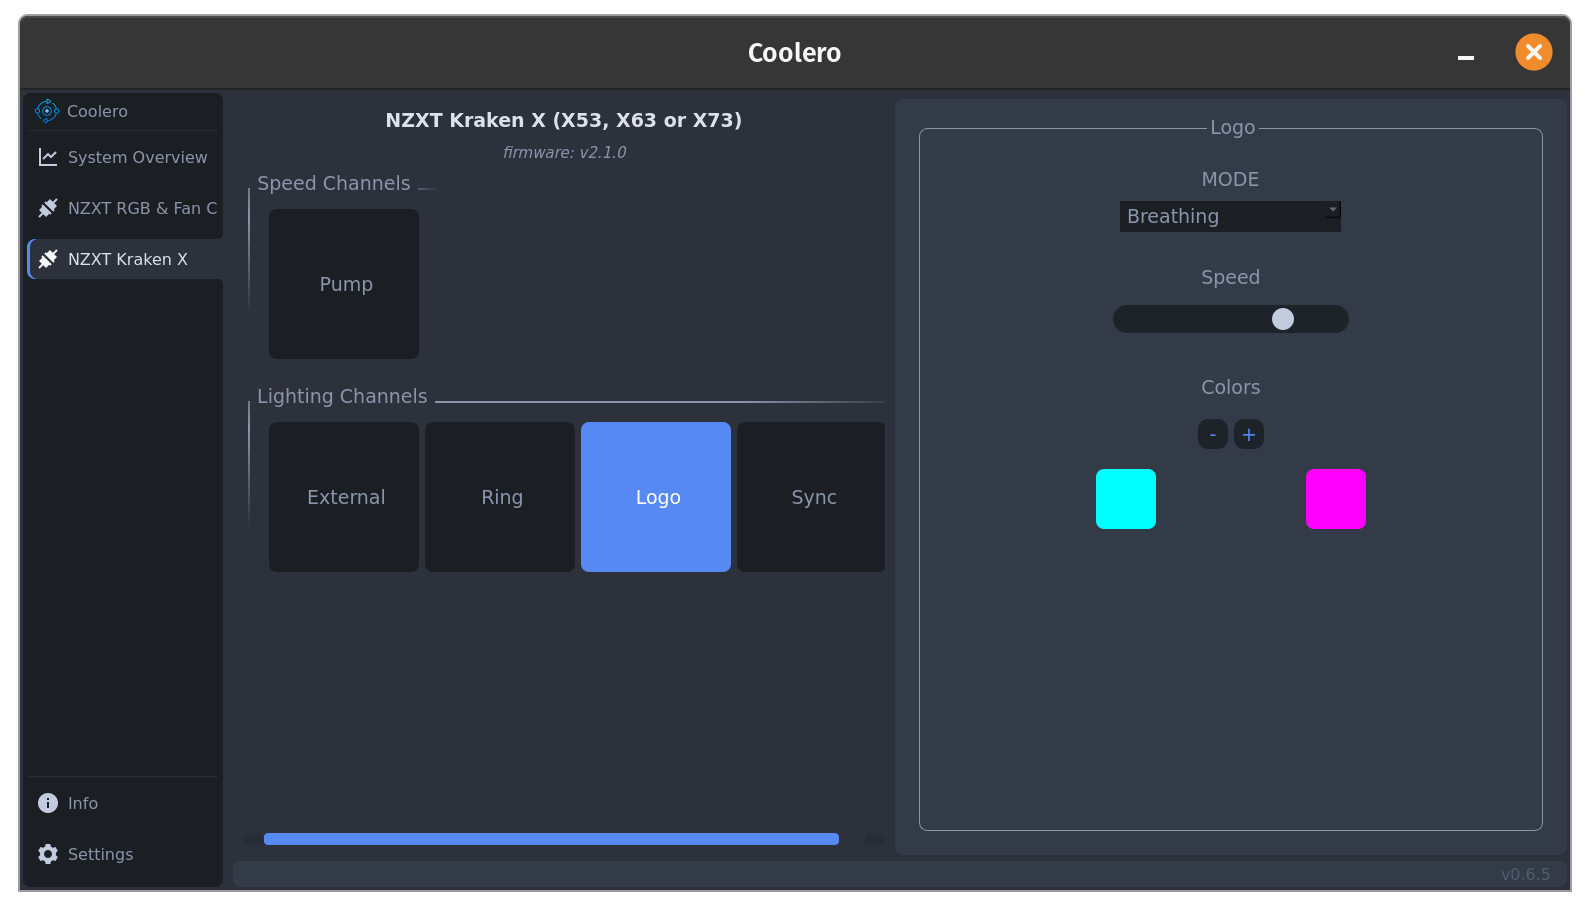 Coolero
Coolero
System Overview
NZXT RGB & Fan C
NZXT Kraken X
Info
Settings
NZXT Kraken X (X53, X63 or X73)
firmware: v2.1.0
Speed Channels
Pump
Lighting Channels
External
Ring
Logo
Sync
Logo
MODE
Breathing
Speed
Colors
- +
v0.6.5